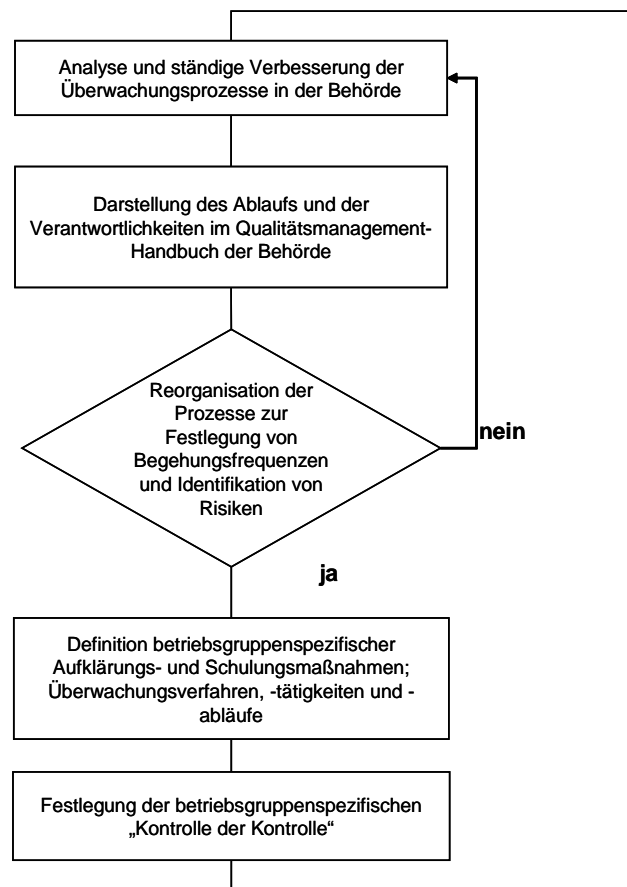 Analyse und ständige Verbesserung der
Überwachungsprozesse in der Behörde
Darstellung des Ablaufs und der
Verantwortlichkeiten im Qualitätsmanagement-
Handbuch der Behörde
Reorganisation der
Prozesse zur
Festlegung von
Begehungsfrequenzen
und Identifikation von
Risiken
nein
ja
Definition betriebsgruppenspezifischer
Aufklärungs- und Schulungsmaßnahmen;
Überwachungsverfahren, -tätigkeiten und -
abläufe
Festlegung der betriebsgruppenspezifischen
„Kontrolle der Kontrolle“